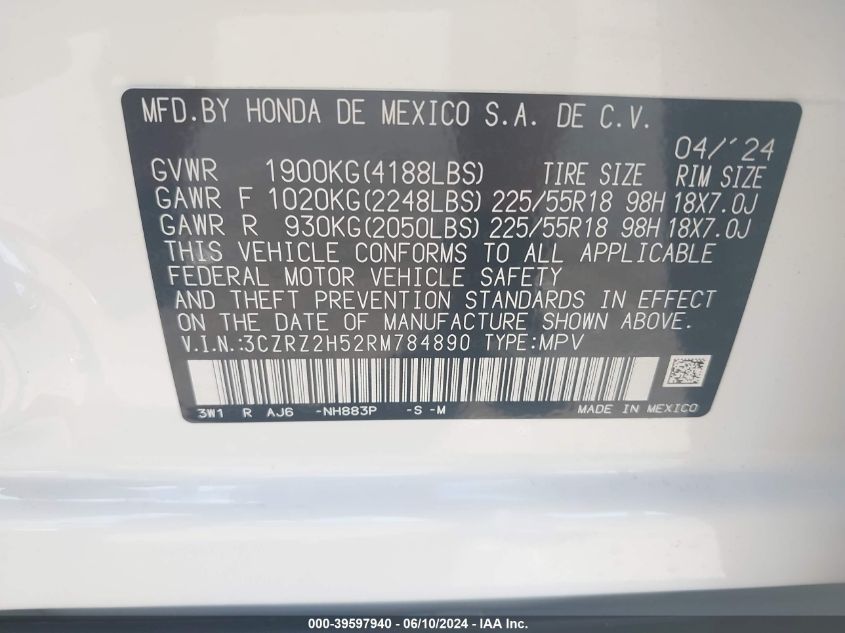 MFD.BY HONDA DE MEXICO S.A. DE C.V.
04/'24
GVWR 1900KG(4188LBS) TIRE SIZE RIM SIZE
GAWR F 1020KG(2248LBS) 225/55R18 98H 18X7.0J
GAWR R 930KG(2050LBS) 225/55R18 98H 18X7.0J
THIS VEHICLE CONFORMS TO ALL APPLICABLE
FEDERAL MOTOR VEHICLE SAFETY
AND THEFT PREVENTION STANDARDS IN EFFECT
ON THE DATE OF MANUFACTURE SHOWN ABOVE.
V.I.N.:3CZRZ2H52RM784890 TYPE:MPV
3W1 R AJ6 -NH883P -S -M MADE IN MEXICO
000-39597940 - 06/10/2024 - IAA Inc.